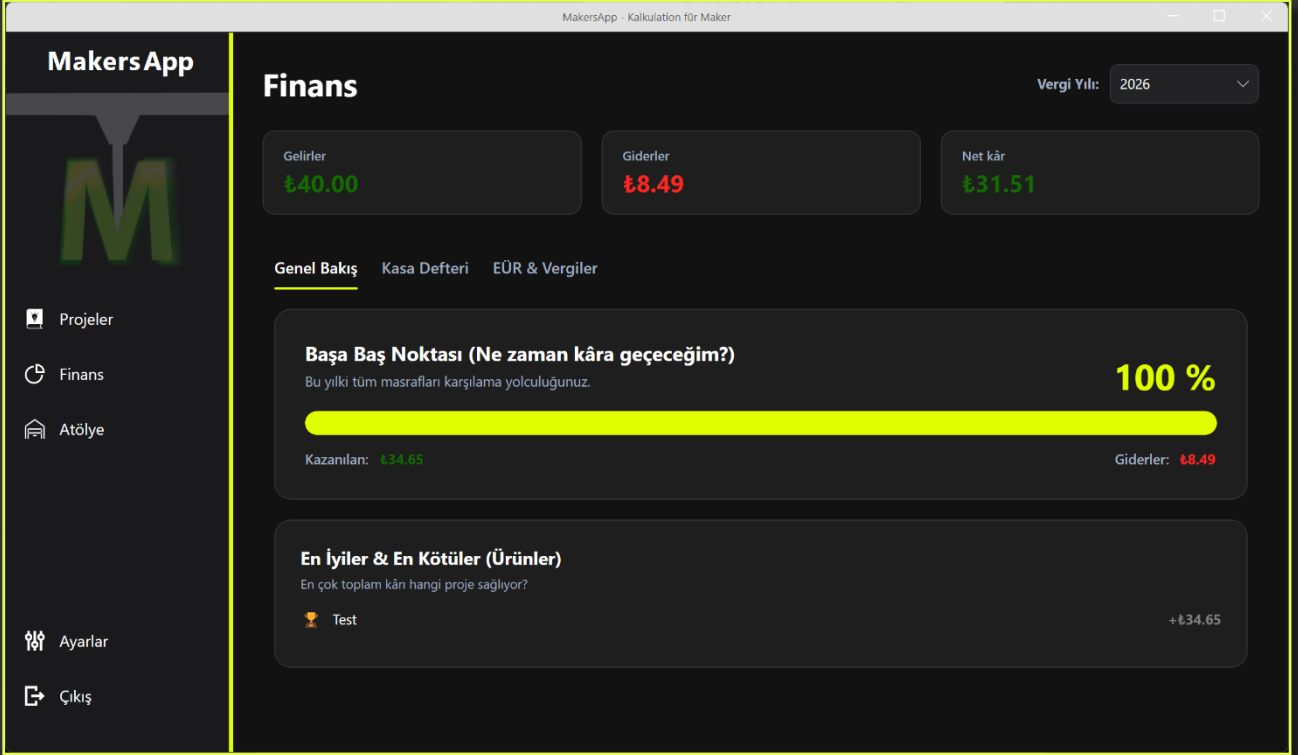 MakersApp - Kalkulation für Maker
MakersApp
Finans
Vergi Yılı: 2026
Gelirler
₺40.00
Giderler
₺8.49
Net kâr
₺31.51
M
Projeler
Finans
Atölye
Ayarlar
Çıkış
Genel Bakış Kasa Defteri EÜR & Vergiler
Başa Baş Noktası (Ne zaman kâra geçeceğim?)
Bu yılki tüm masrafları karşılama yolculuğunuz.
100 %
Kazanılan: ₺34.65
Giderler: ₺8.49
En İyiler & En Kötüler (Ürünler)
En çok toplam kârı hangi proje sağlıyor?
Test
+₺34.65